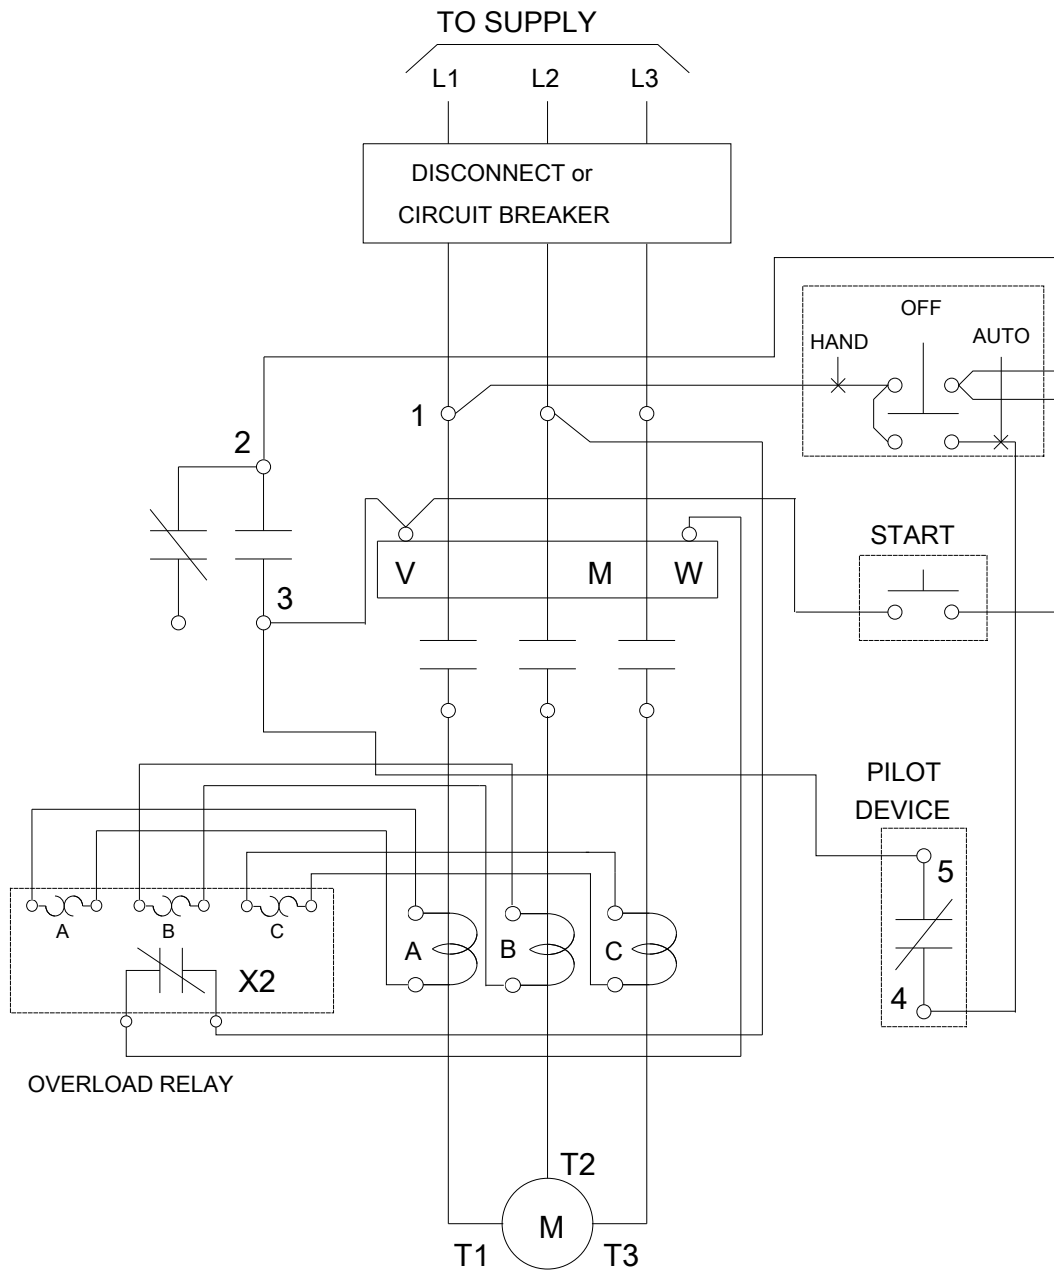 TO SUPPLY
L1 L2 L3
DISCONNECT or
CIRCUIT BREAKER
OFF
HAND
AUTO
1
2
START
V M W
3
PILOT
DEVICE
5
A B C
A B C
X2
4
OVERLOAD RELAY
T2
M
T1 T3